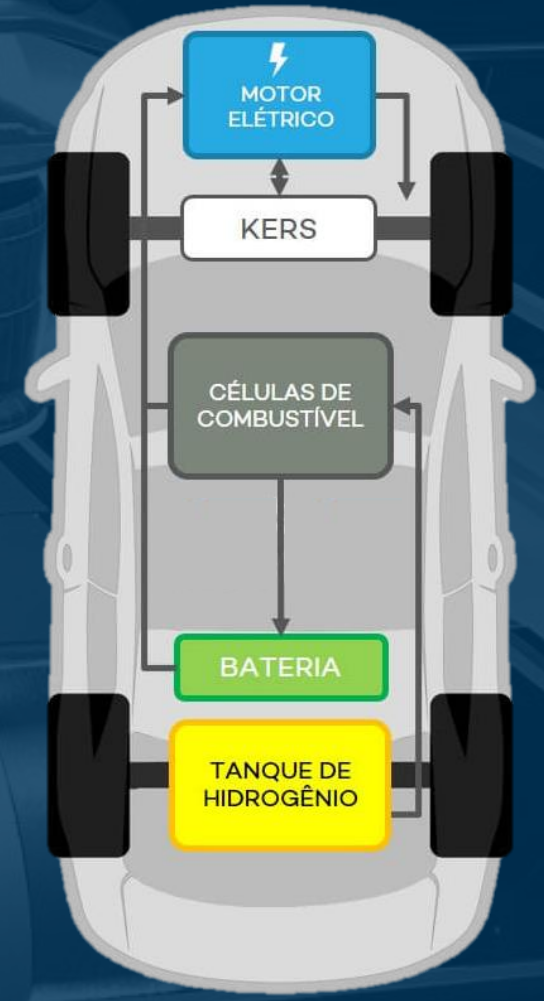 MOTOR
ELÉTRICO
KERS
CÉLULAS DE
COMBUSTÍVEL
BATERIA
TANQUE DE
HIDROGÊNIO